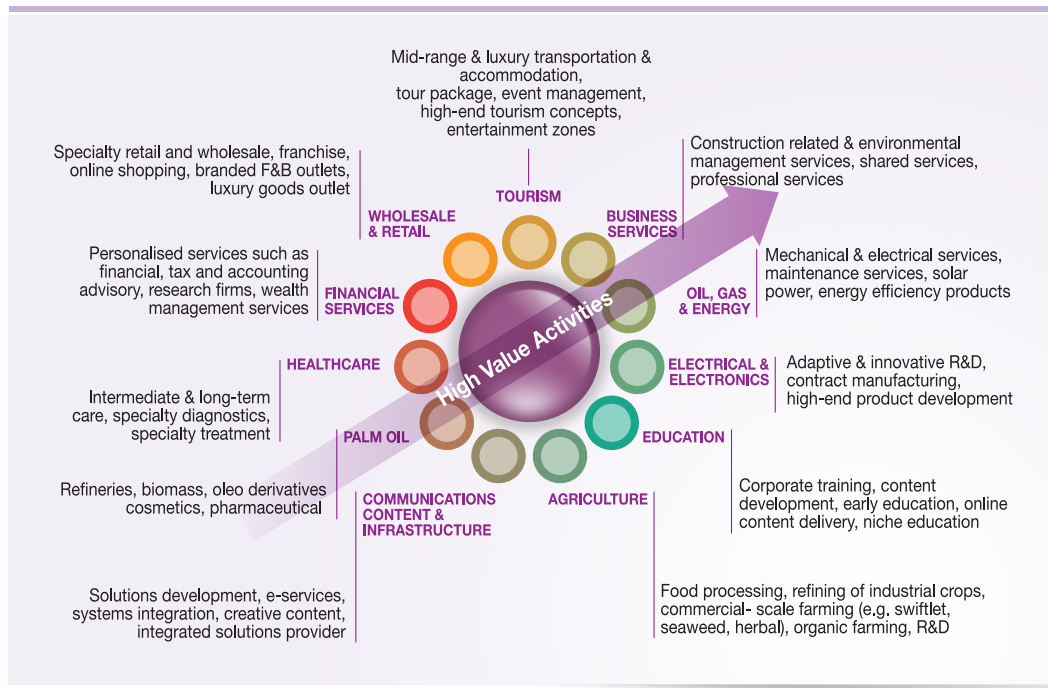 Mid-range & luxury transportation &
accommodation,
tour package, event management,
high-end tourism concepts,
entertainment zones
TOURISM
Construction related & environmental
management services, shared services,
professional services
BUSINESS
SERVICES
Mechanical & electrical services,
maintenance services, solar
power, energy efficiency products
OIL, GAS
& ENERGY
Adaptive & innovative R&D,
contract manufacturing,
high-end product development
ELECTRICAL &
ELECTRONICS
EDUCATION
Corporate training, content
development, early education, online
content delivery, niche education
AGRICULTURE
Food processing, refining of industrial crops,
commercial- scale farming (e.g. swiftlet,
seaweed, herbal), organic farming, R&D
COMMUNICATIONS
CONTENT &
INFRASTRUCTURE
Solutions development, e-services,
systems integration, creative content,
integrated solutions provider
PALM OIL
Refineries, biomass, oleo derivatives
cosmetics, pharmaceutical
HEALTHCARE
Intermediate & long-term
care, specialty diagnostics,
specialty treatment
FINANCIAL
SERVICES
Personalised services such as
financial, tax and accounting
advisory, research firms, wealth
management services
WHOLESALE
& RETAIL
Specialty retail and wholesale, franchise,
online shopping, branded F&B outlets,
luxury goods outlet
High Value Activities